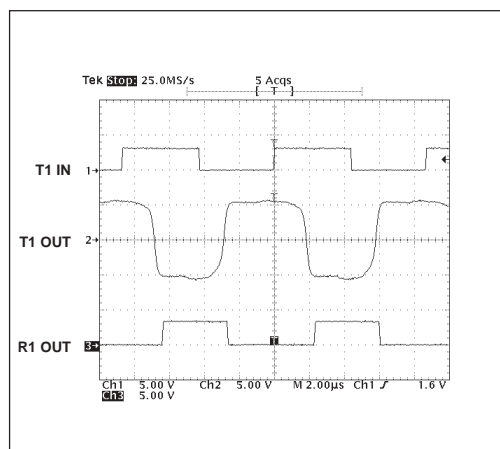 Tek Stop: 25.0MS/s 5 Acqs
[ T ]
T
T1 IN 1→
T
T1 OUT 2→
R1 OUT 3→ T
Ch1 5.00 V Ch2 5.00 V M 2.00µs Ch1 ƒ 1.6 V
Ch3 5.00 V